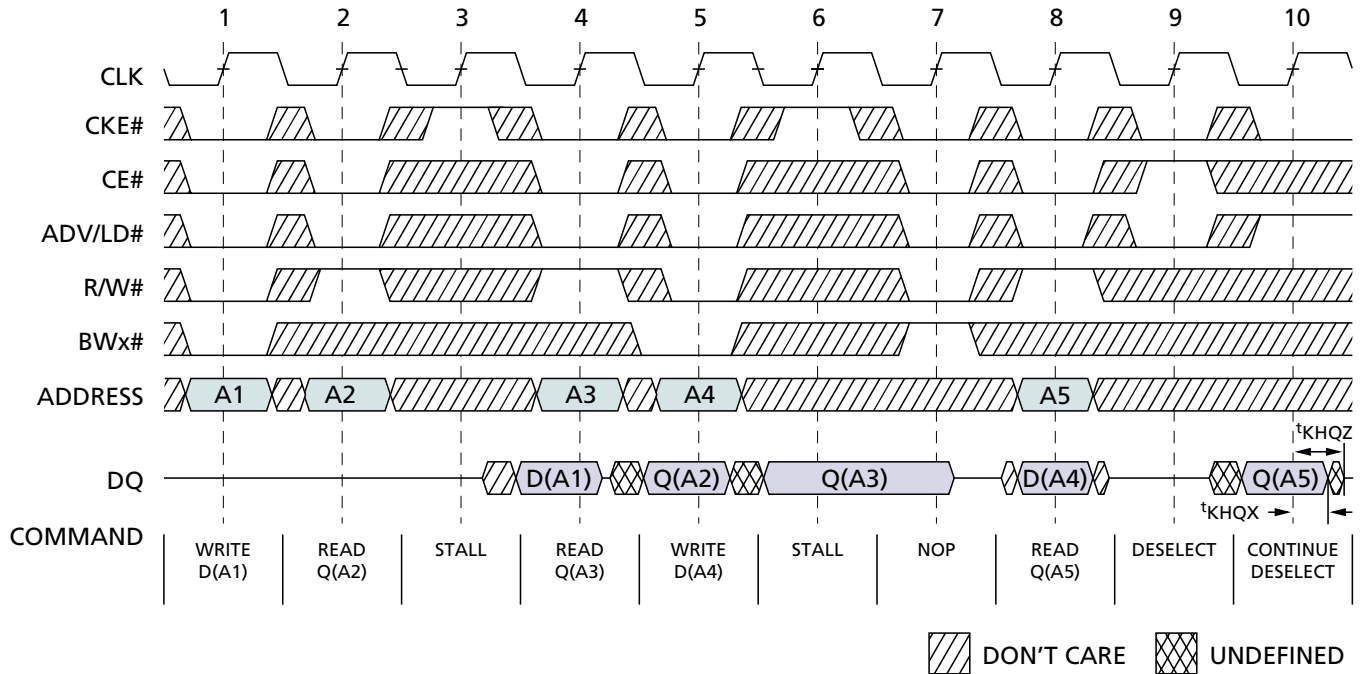 1 2 3 4 5 6 7 8 9 10
CLK
CKE#
CE#
ADV/LD#
R/W#
BWx#
ADDRESS A1 A2 A3 A4 A5
tKHQZ
DQ D(A1) Q(A2) Q(A3) D(A4) Q(A5)
tKHQX
COMMAND
WRITE READ STALL READ WRITE STALL NOP READ DESELECT CONTINUE
D(A1) Q(A2) Q(A3) D(A4) Q(A5) DESELECT
DON'T CARE UNDEFINED